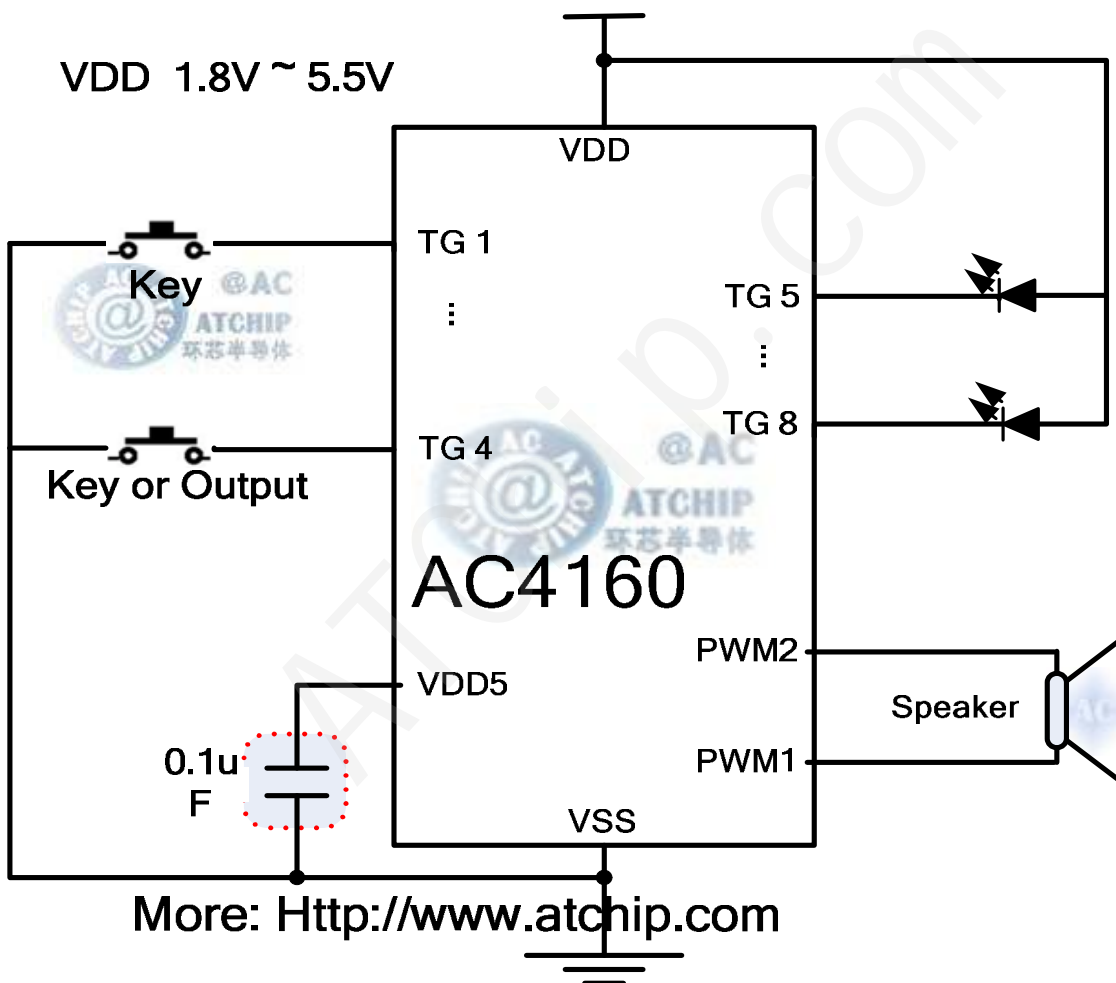 VDD 1.8V ~ 5.5V
VDD
TG 1
Key
@AC
ATCHIP
环芯半导体
⋮
TG 5
⋮
TG 8
TG 4
Key or Output
@AC
ATCHIP
环芯半导体
AC4160
PWM2
VDD5
Speaker
AC
0.1u
F
PWM1
VSS
More: Http://www.atchip.com
ATChip.com